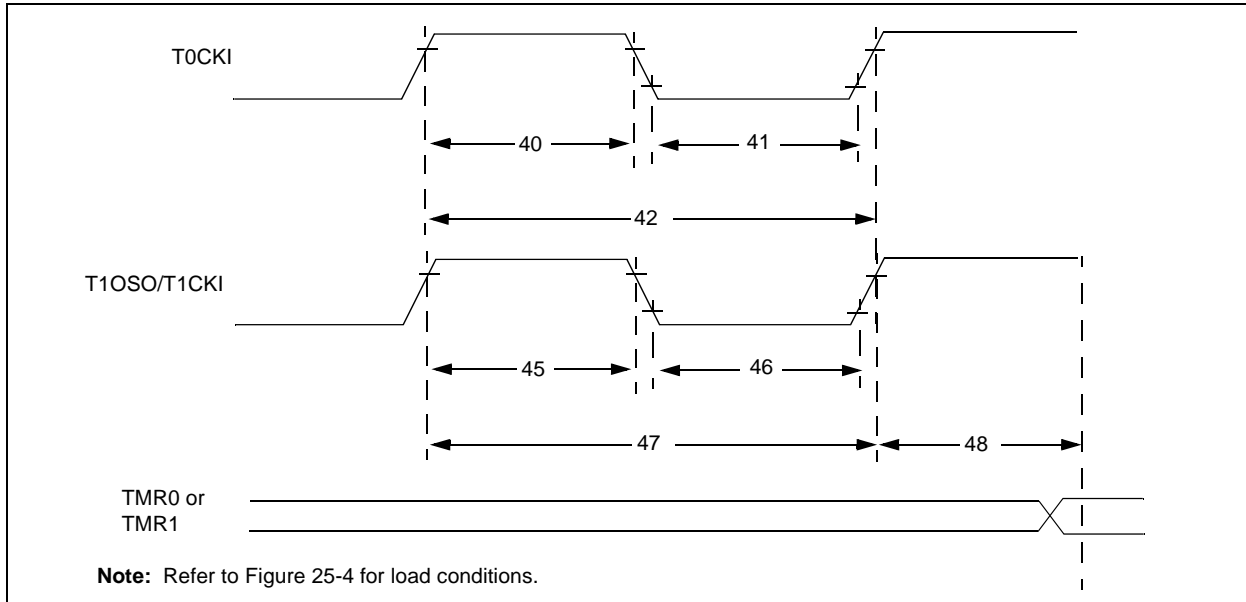 T0CKI
40
41
42
T1OSO/T1CKI
45
46
47
48
TMR0 or
TMR1
Note: Refer to Figure 25-4 for load conditions.